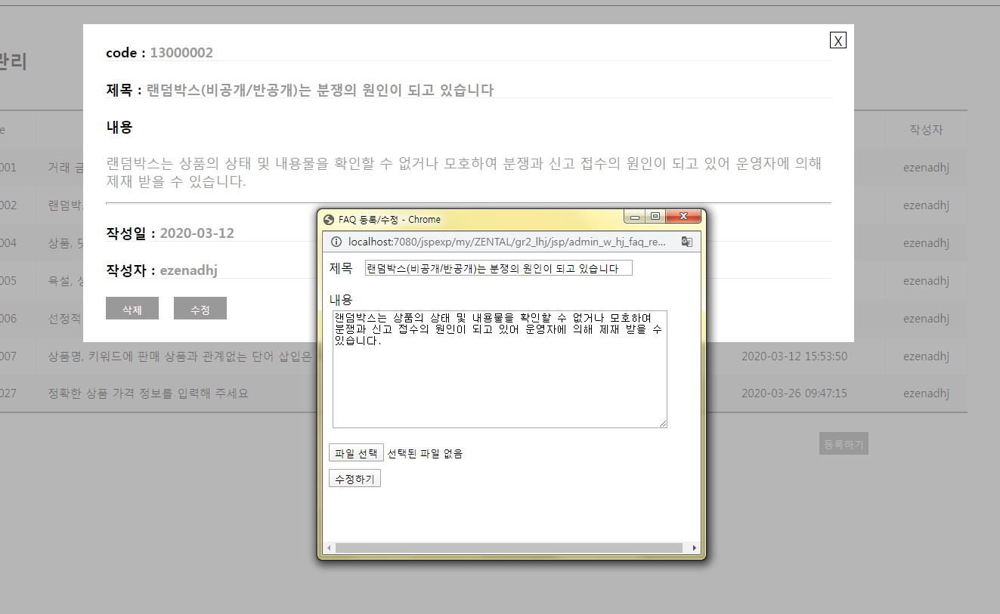 관리
X
code : 13000002
제목 : 랜덤박스(비공개/반공개)는 분쟁의 원인이 되고 있습니다
내용
랜덤박스는 상품의 상태 및 내용물을 확인할 수 없거나 모호하여 분쟁과 신고 접수의 원인이 되고 있어 운영자에 의해
제재 받을 수 있습니다.
작성일 : 2020-03-12
작성자 : ezenadhj
삭제 수정
e 작성자
001 거래 금 ezenadhj
002 랜덤박 ezenadhj
004 상품, ezenadhj
005 욕설, ezenadhj
006 선정적 ezenadhj
007 상품명, 키워드에 판매 상품과 관계없는 단어 삽입은 2020-03-12 15:53:50 ezenadhj
027 정확한 상품 가격 정보를 입력해 주세요 2020-03-26 09:47:15 ezenadhj
등록하기
FAQ 등록/수정 - Chrome
localhost:7080/jspexp/my/ZENTAL/gr2_lhj/jsp/admin_w_hj_faq_re...
제목 랜덤박스(비공개/반공개)는 분쟁의 원인이 되고 있습니다
내용
랜덤박스는 상품의 상태 및 내용물을 확인할 수 없거나 모호하여
분쟁과 신고 접수의 원인이 되고 있어 운영자에 의해 제재 받을 수
있습니다.
파일 선택 선택된 파일 없음
수정하기